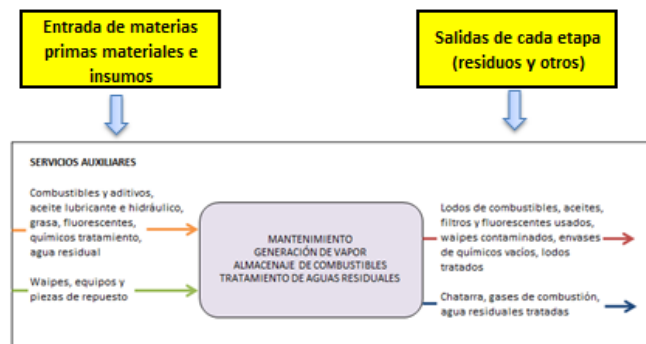 Entrada de materias
primas materiales e
insumos
Salidas de cada etapa
(residuos y otros)
SERVICIOS AUXILIARES
Combustibles y aditivos,
aceite lubricante e hidráulico,
grasa, fluorescentes,
químicos tratamiento,
agua residual
Waipes, equipos y
piezas de repuesto
MANTENIMIENTO
GENERACIÓN DE VAPOR
ALMACENAJE DE COMBUSTIBLES
TRATAMIENTO DE AGUAS RESIDUALES
Lodos de combustibles, aceites,
filtros y fluorescentes usados,
waipes contaminados, envases
de químicos vacíos, lodos
tratados
Chatarra, gases de combustión,
agua residuales tratadas